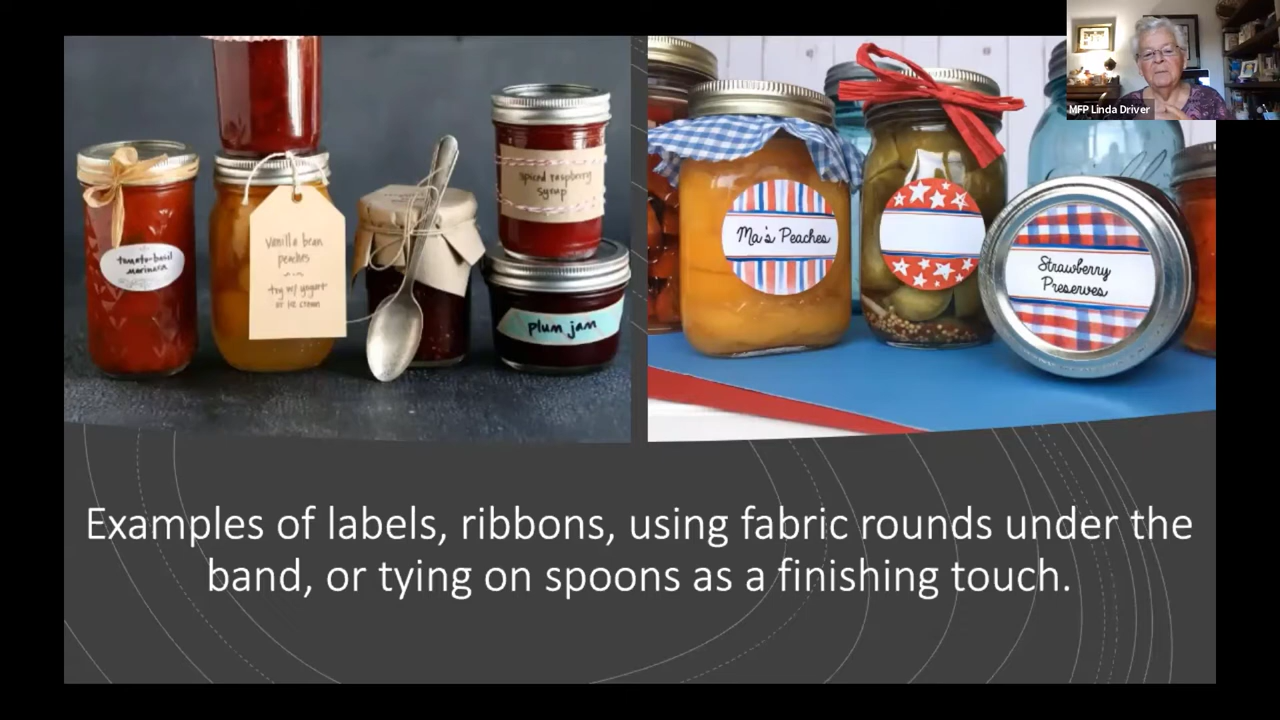 MFP Linda Driver
tomato-basil
marinara
vanilla bean
peaches
try w/ yogurt
or ice cream
spiced raspberry
syrup
plum jam
Ma's Peaches
Strawberry
Preserves
Examples of labels, ribbons, using fabric rounds under the
band, or tying on spoons as a finishing touch.